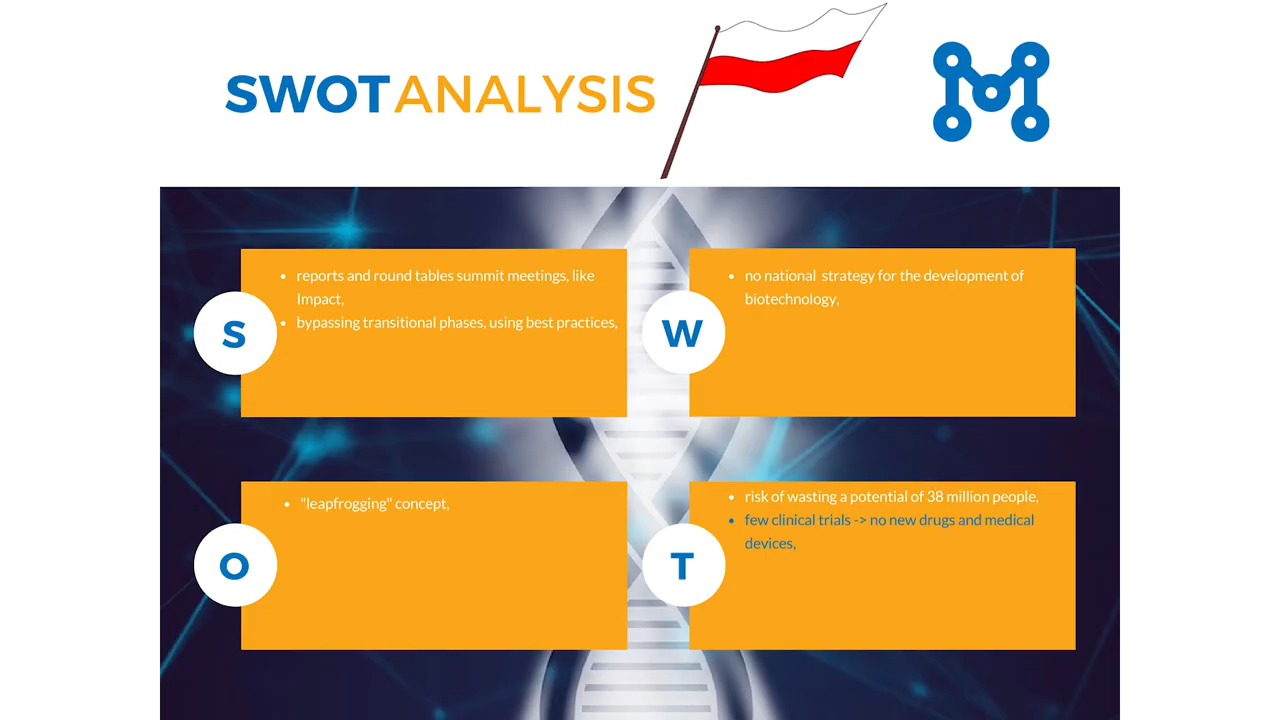 SWOT ANALYSIS
S
• reports and round tables summit meetings, like
Impact,
• bypassing transitional phases, using best practices,
W
• no national strategy for the development of
biotechnology,
O
• "leapfrogging" concept,
T
• risk of wasting a potential of 38 million people,
• few clinical trials -> no new drugs and medical
devices,